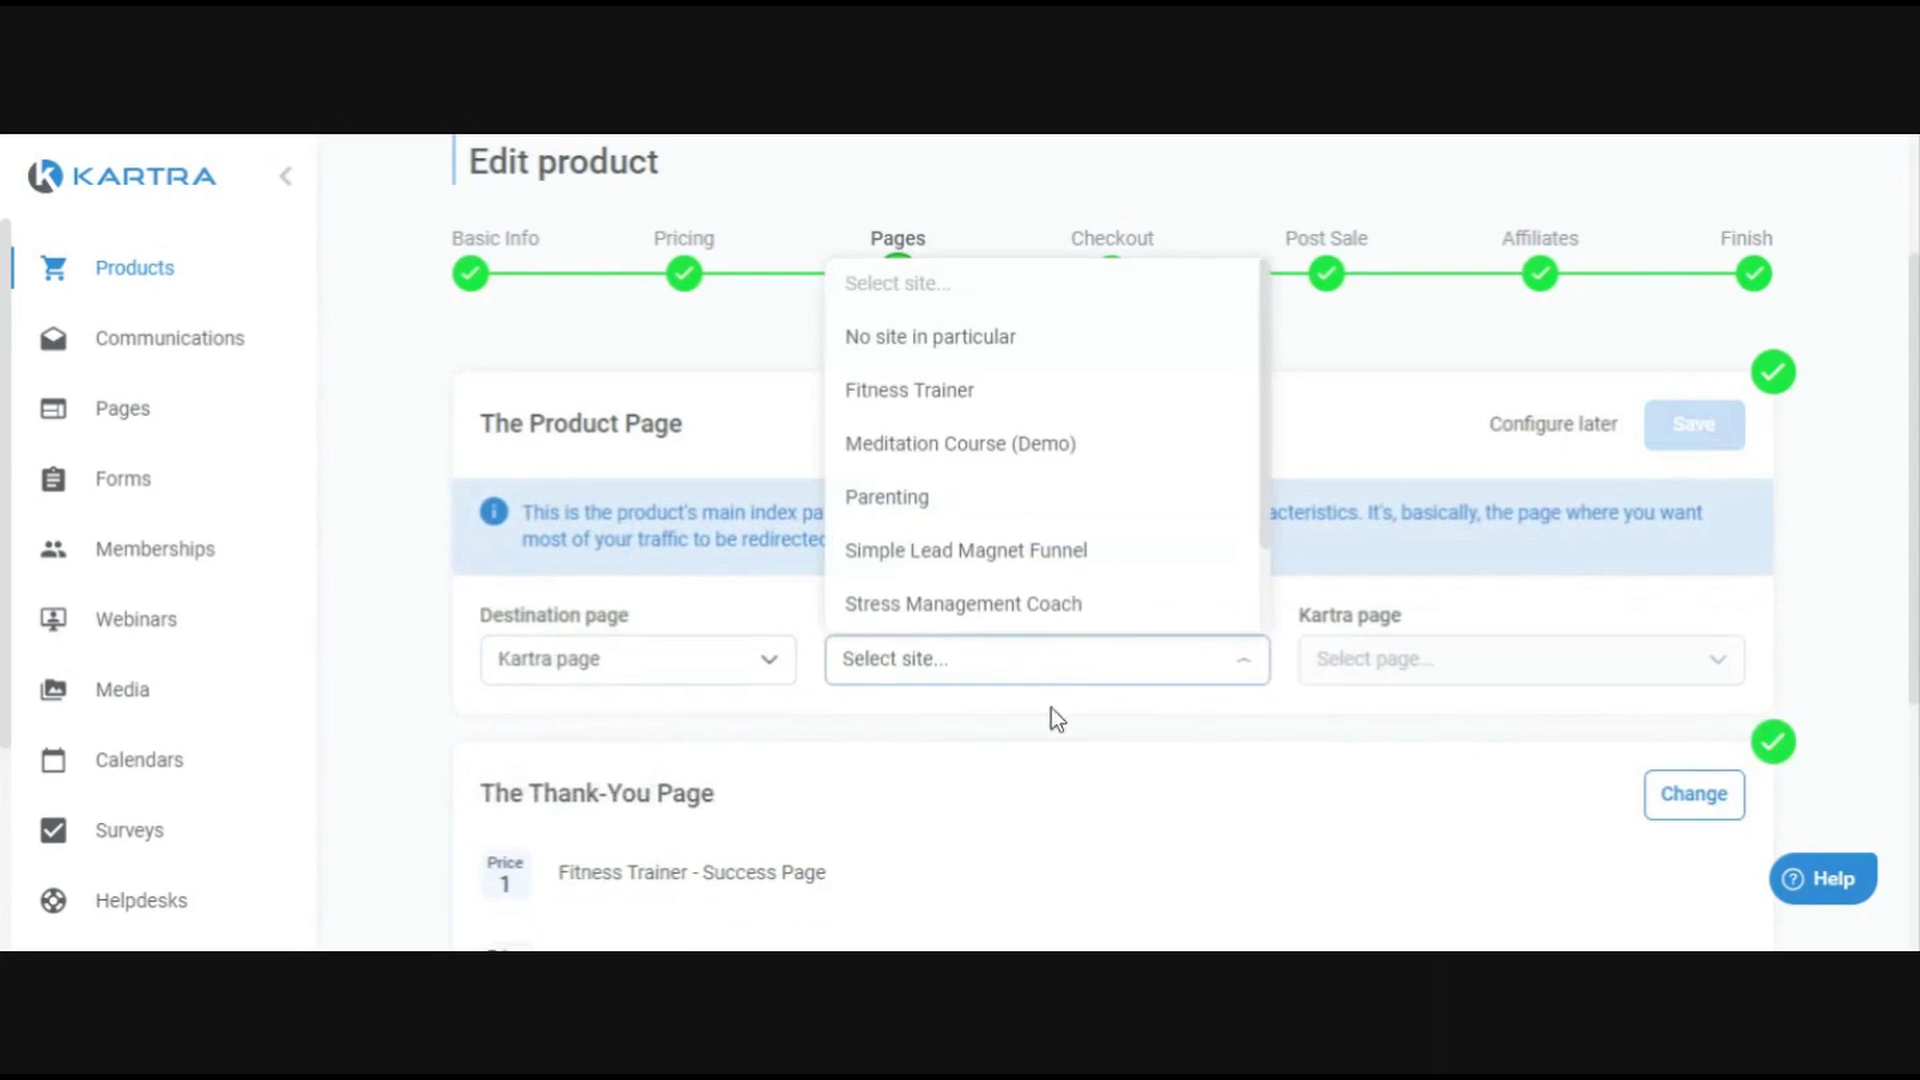 KARTRA
Products
Communications
Pages
Forms
Memberships
Webinars
Media
Calendars
Surveys
Helpdesks
Edit product
Basic Info
Pricing
Pages
Checkout
Post Sale
Affiliates
Finish
Select site...
No site in particular
Fitness Trainer
Meditation Course (Demo)
Parenting
Simple Lead Magnet Funnel
Stress Management Coach
The Product Page
Configure later
Save
This is the product's main index pa acteristics. It's, basically, the page where you want
most of your traffic to be redirected
Destination page
Kartra page
Kartra page
Select site...
Select page...
The Thank-You Page
Change
Price
1
Fitness Trainer - Success Page
Help